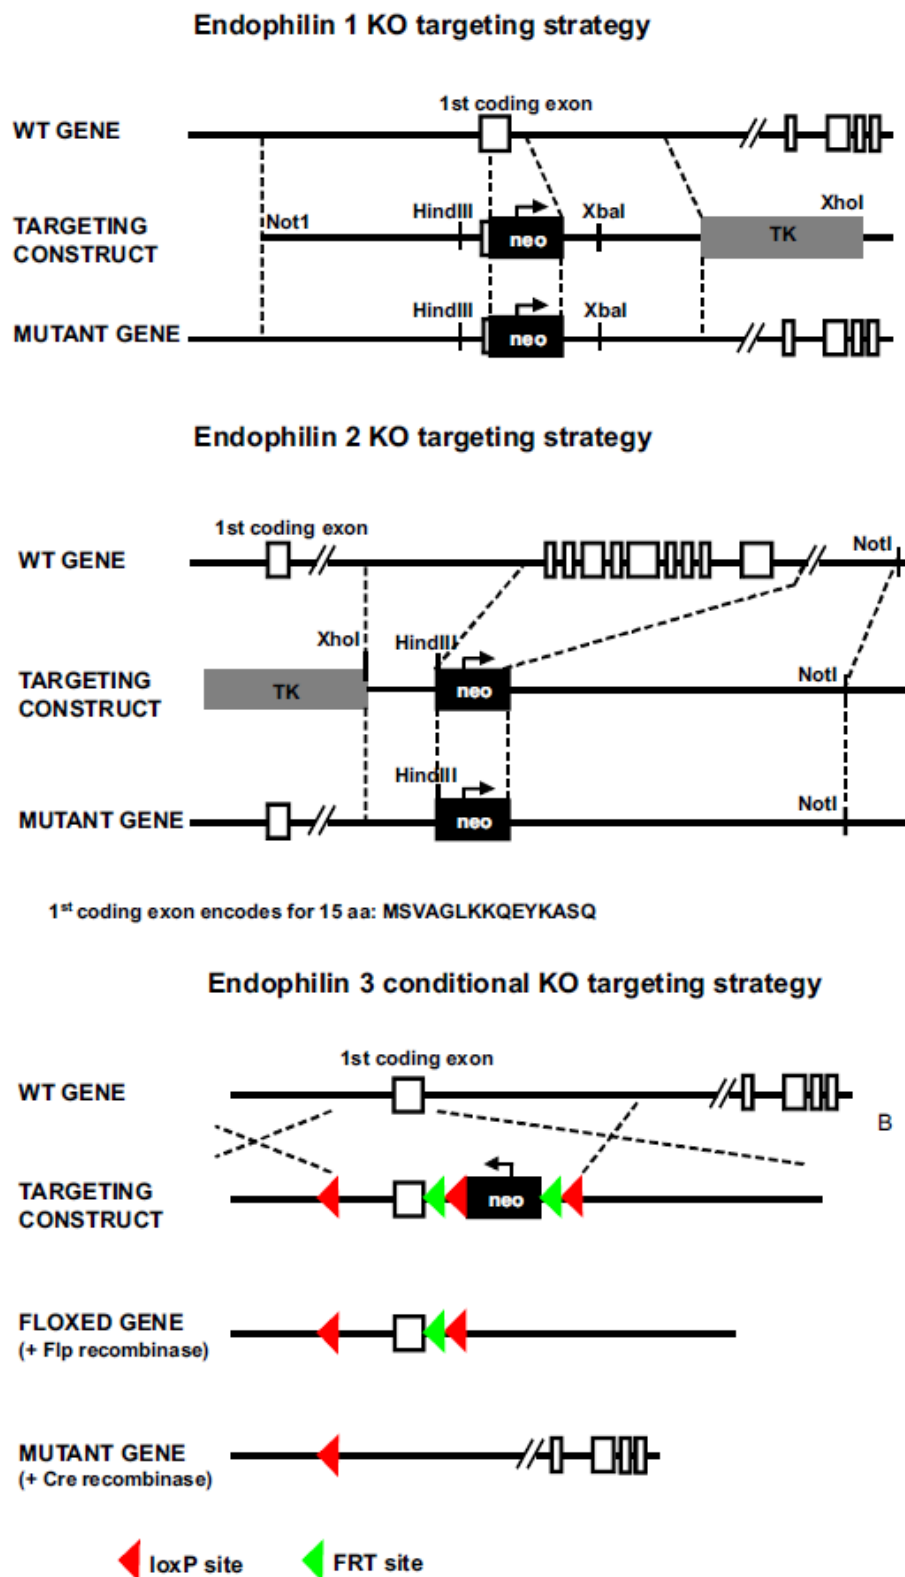 Endophilin 1 KO targeting strategy
1st coding exon
WT GENE
Not1
HindIII
XbaI
XhoI
TARGETING
CONSTRUCT
neo
TK
HindIII
XbaI
MUTANT GENE
neo
Endophilin 2 KO targeting strategy
1st coding exon
NotI
WT GENE
XhoI
HindIII
NotI
TARGETING
CONSTRUCT
TK
neo
HindIII
NotI
MUTANT GENE
neo
1st coding exon encodes for 15 aa: MSVAGLKKQEYKASQ
Endophilin 3 conditional KO targeting strategy
1st coding exon
WT GENE
B
TARGETING
CONSTRUCT
neo
FLOXED GENE
(+ Flp recombinase)
MUTANT GENE
(+ Cre recombinase)
loxP site
FRT site